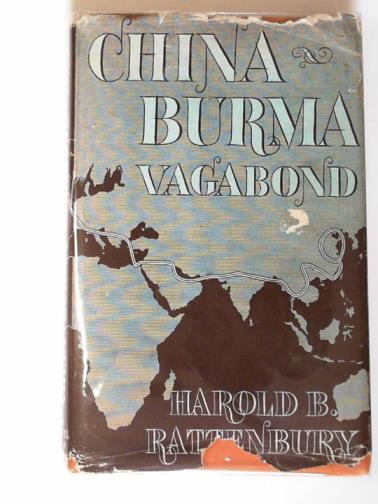 CHINA
BURMA
VAGABOND
HAROLD B.
RATTENBURY